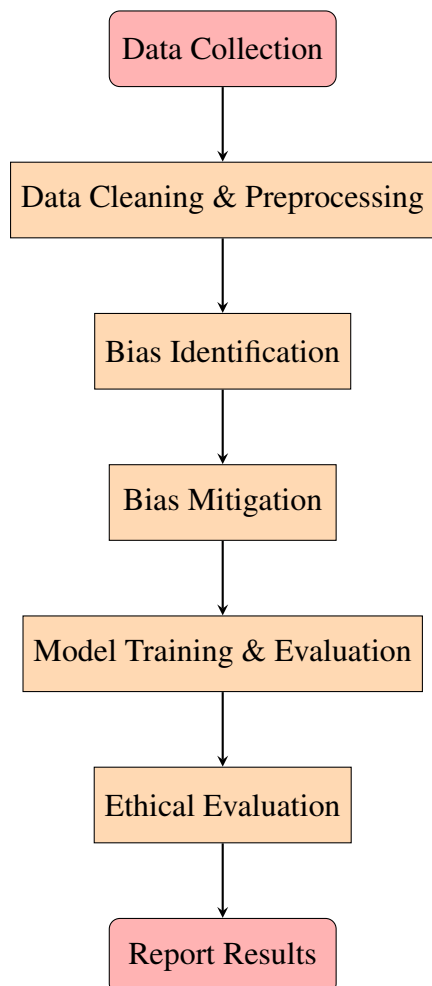 Data Collection
Data Cleaning & Preprocessing
Bias Identification
Bias Mitigation
Model Training & Evaluation
Ethical Evaluation
Report Results